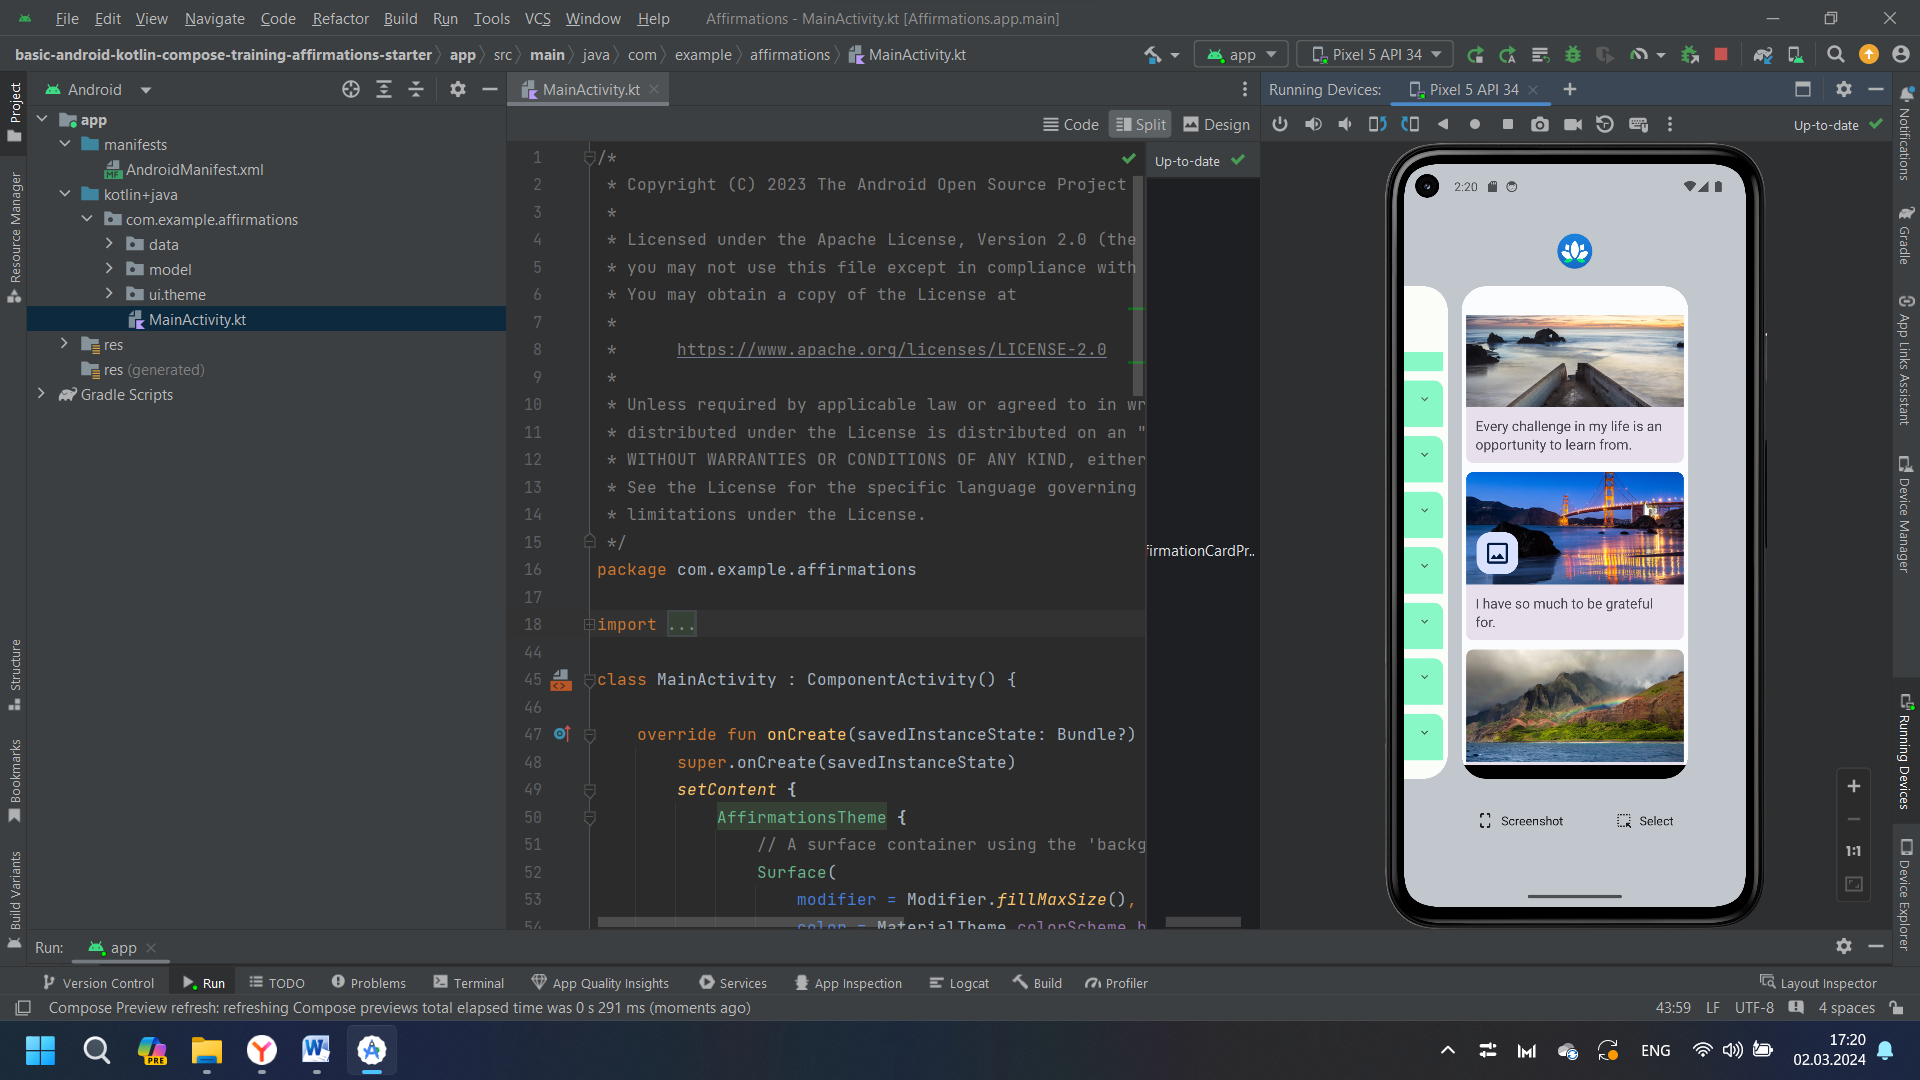 File Edit View Navigate Code Refactor Build Run Tools VCS Window Help Affirmations - MainActivity.kt [Affirmations.app.main]
basic-android-kotlin-compose-training-affirmations-starter app src main java com example affirmations MainActivity.kt app Pixel 5 API 34
Project
Resource Manager
Structure
Bookmarks
Build Variants
Android
app
manifests
AndroidManifest.xml
kotlin+java
com.example.affirmations
data
model
ui.theme
MainActivity.kt
res
res (generated)
Gradle Scripts
MainActivity.kt
Code Split Design
1 /*
2 * Copyright (C) 2023 The Android Open Source Project
3 *
4 * Licensed under the Apache License, Version 2.0 (the
5 * you may not use this file except in compliance with
6 * You may obtain a copy of the License at
7 *
8 * https://www.apache.org/licenses/LICENSE-2.0
9 *
10 * Unless required by applicable law or agreed to in wr
11 * distributed under the License is distributed on an "
12 * WITHOUT WARRANTIES OR CONDITIONS OF ANY KIND, either
13 * See the License for the specific language governing
14 * limitations under the License.
15 */
16 package com.example.affirmations
17
18 import ...
44
45 class MainActivity : ComponentActivity() {
46
47 override fun onCreate(savedInstanceState: Bundle?)
48 super.onCreate(savedInstanceState)
49 setContent {
50 AffirmationsTheme {
51 // A surface container using the 'backg
52 Surface(
53 modifier = Modifier.fillMaxSize(),
54 color = MaterialTheme.colorScheme.b
Up-to-date
firmationCardPr..
Running Devices: Pixel 5 API 34
Up-to-date
2:20
Every challenge in my life is an
opportunity to learn from.
I have so much to be grateful
for.
Screenshot Select
1:1
Notifications
Gradle
App Links Assistant
Device Manager
Running Devices
Device Explorer
Run: app
Version Control Run TODO Problems Terminal App Quality Insights Services App Inspection Logcat Build Profiler Layout Inspector
Compose Preview refresh: refreshing Compose previews total elapsed time was 0 s 291 ms (moments ago) 43:59 LF UTF-8 4 spaces
PRE
ENG
17:20
02.03.2024